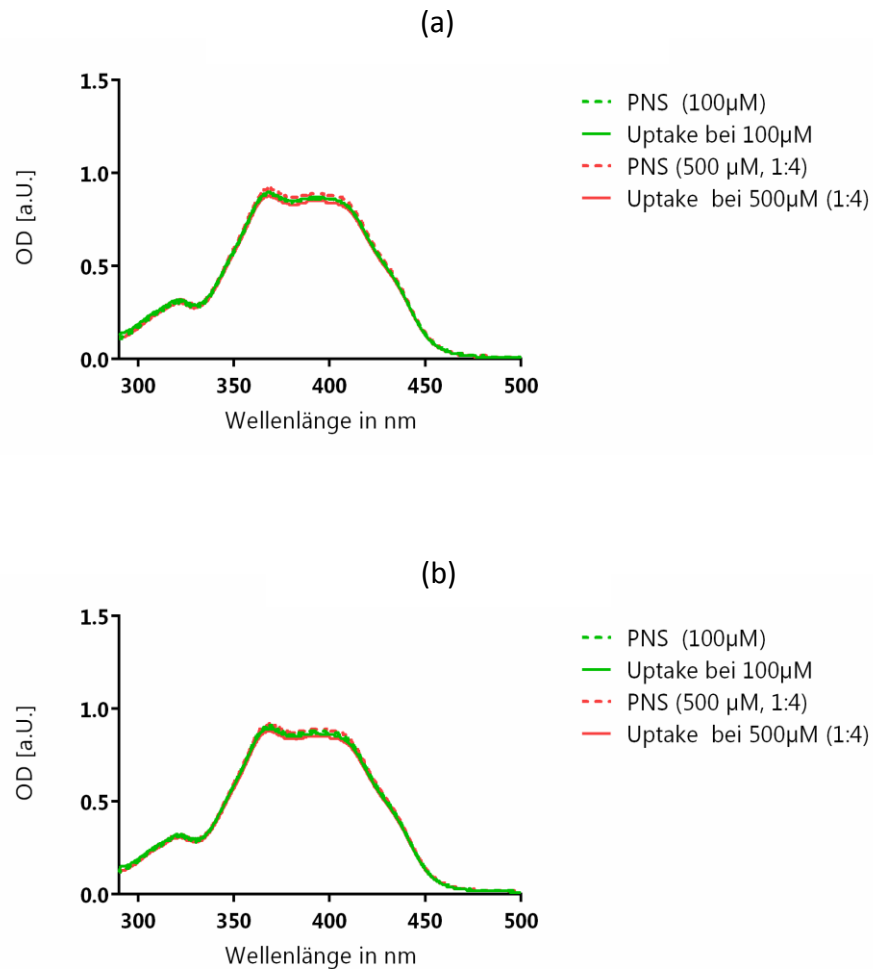 (a)
1.5
1.0
0.5
0.0
OD [a.U.]
300 350 400 450 500
Wellenlänge in nm
PNS (100µM)
Uptake bei 100µM
PNS (500 µM, 1:4)
Uptake bei 500µM (1:4)
(b)
1.5
1.0
0.5
0.0
OD [a.U.]
300 350 400 450 500
Wellenlänge in nm
PNS (100µM)
Uptake bei 100µM
PNS (500 µM, 1:4)
Uptake bei 500µM (1:4)